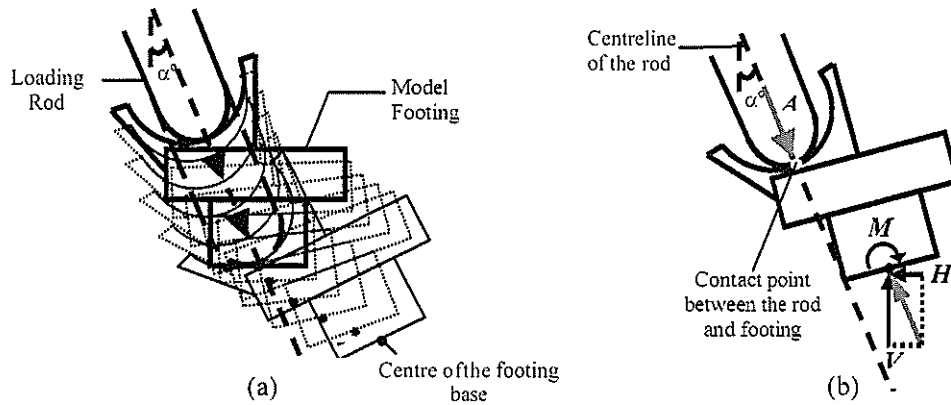 Loading
Rod
α°
Model
Footing
Centre of the footing
base
(a)
Centreline
of the rod
α°
A
M
H
V
Contact point
between the rod
and footing
(b)